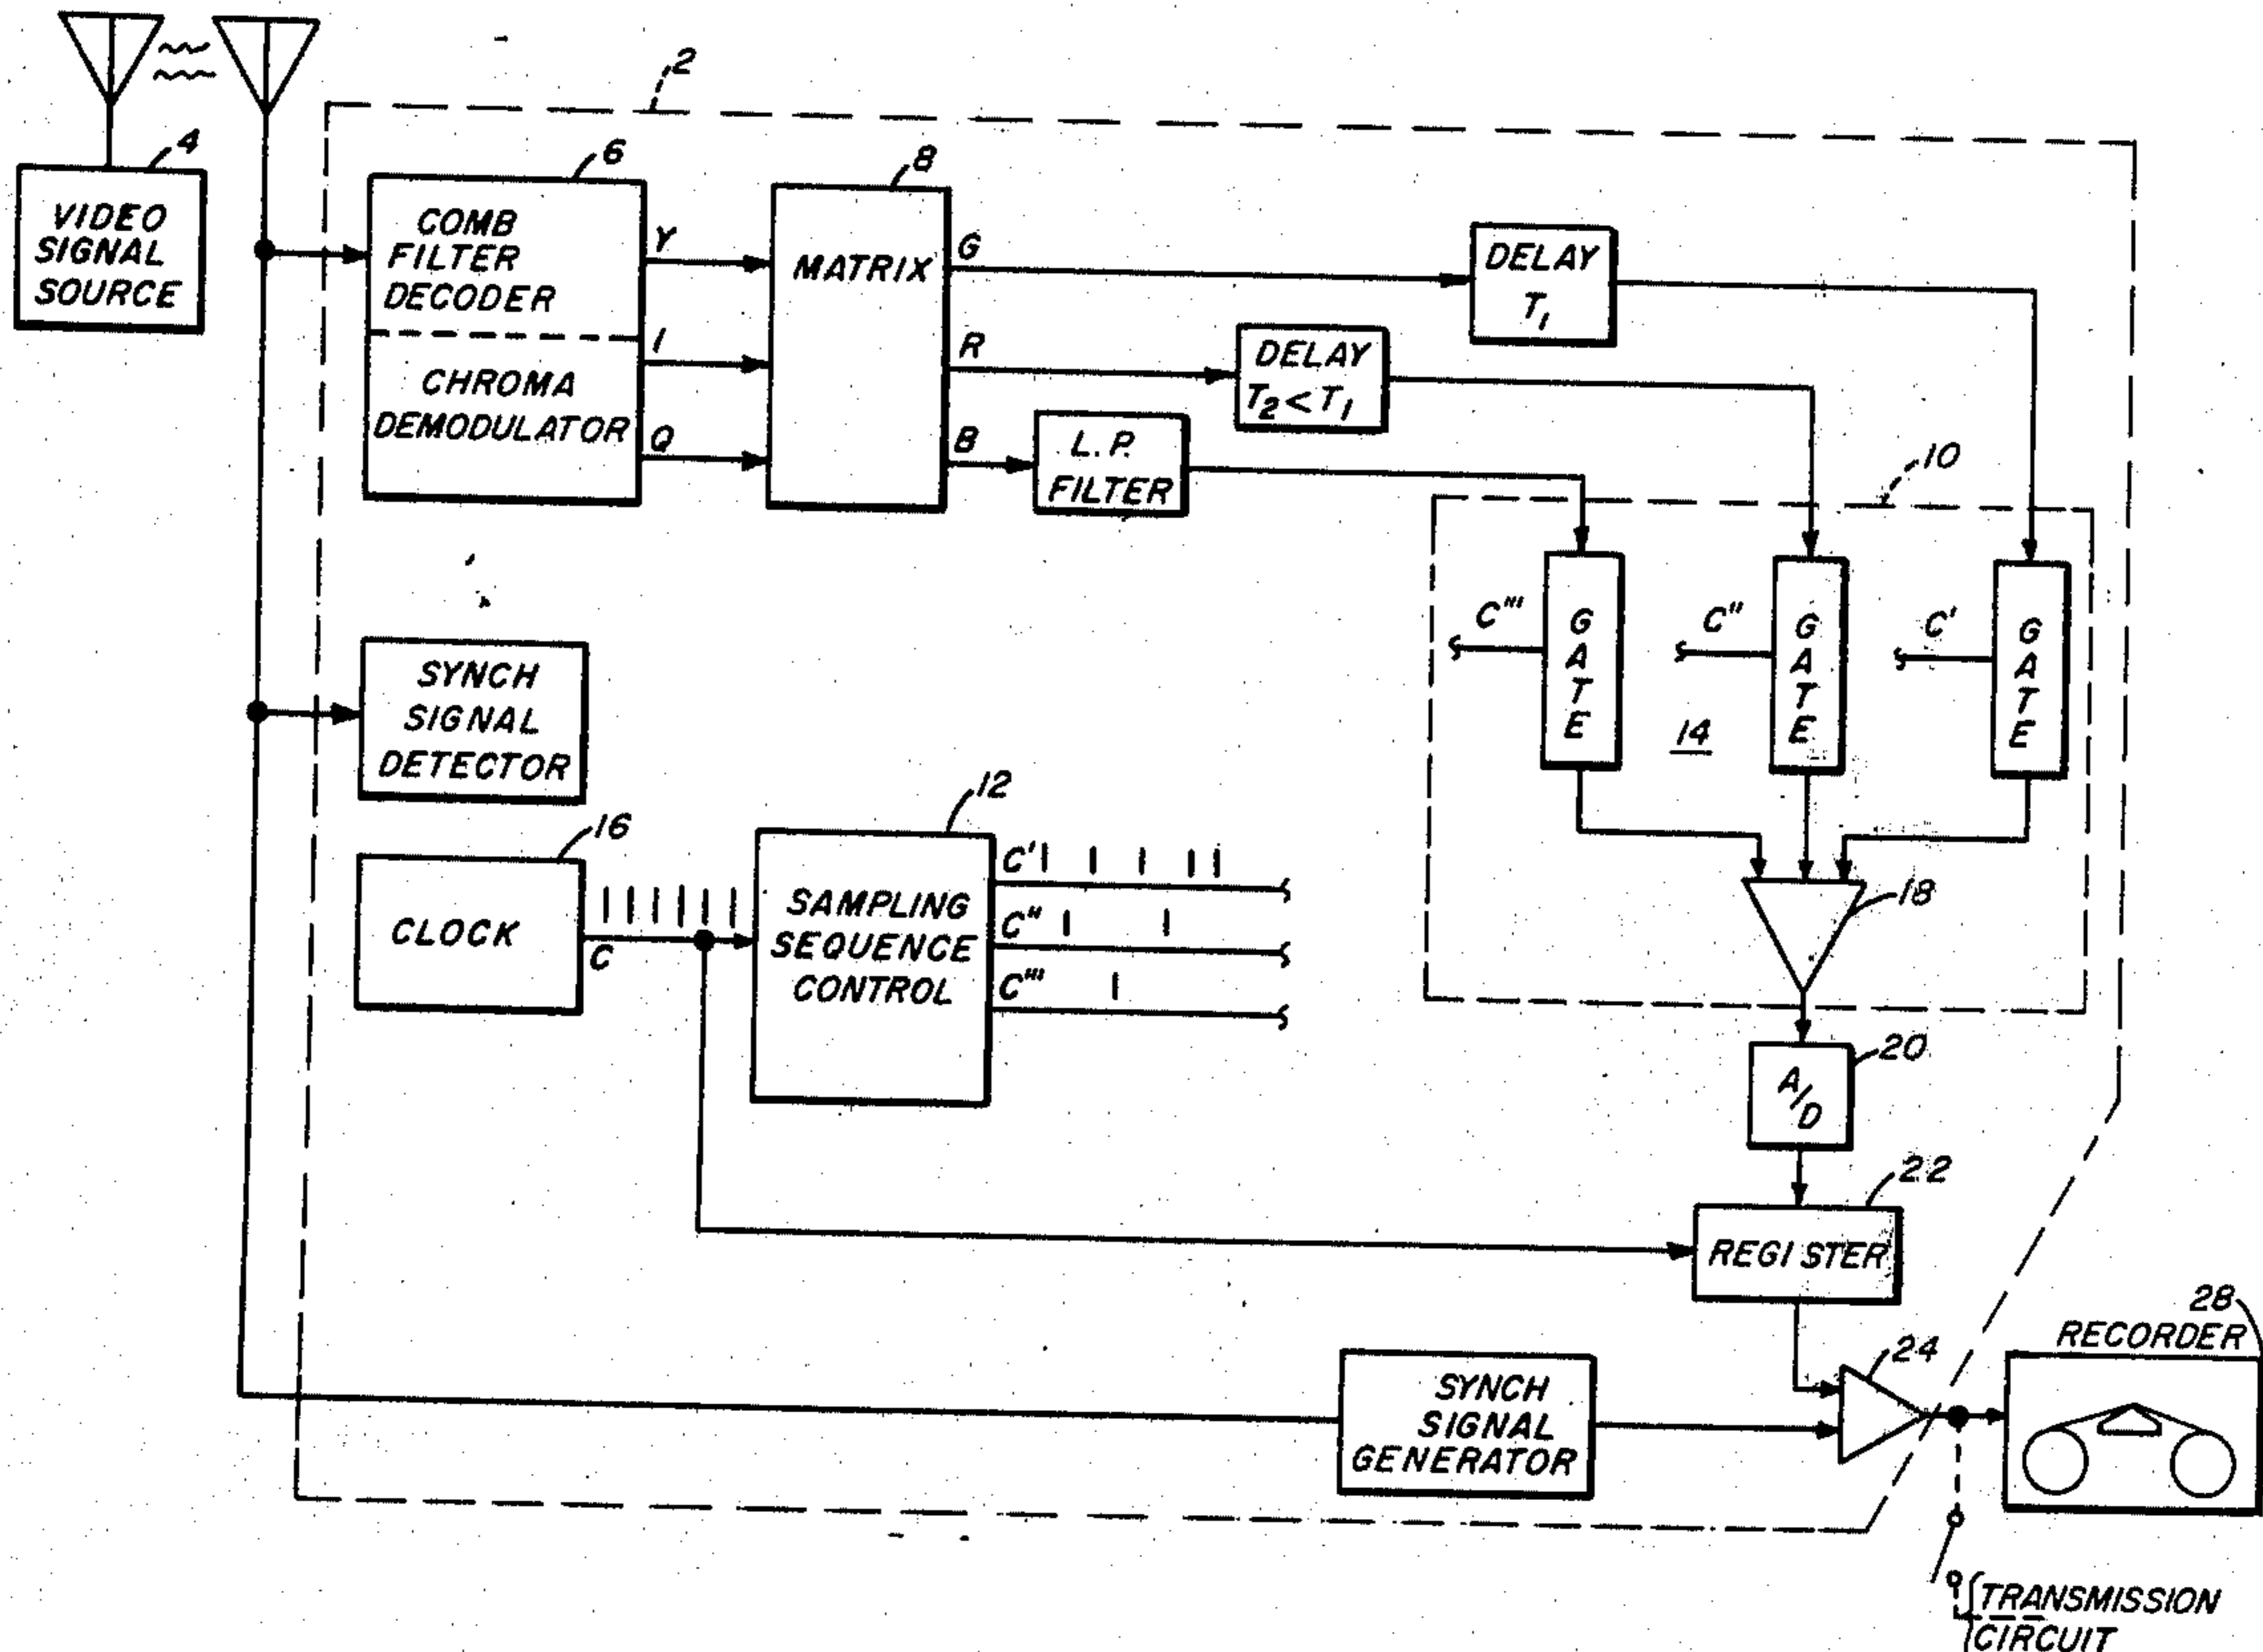 2
4
VIDEO
SIGNAL
SOURCE
6
COMB
FILTER
DECODER
CHROMA
DEMODULATOR
Y
I
Q
8
MATRIX
G
R
B
DELAY
T1
DELAY
T2 < T1
L.P.
FILTER
10
C'''
GATE
C''
GATE
C'
GATE
14
SYNCH
SIGNAL
DETECTOR
16
CLOCK
C
12
SAMPLING
SEQUENCE
CONTROL
C'
C''
C'''
18
20
A/D
22
REGISTER
24
SYNCH
SIGNAL
GENERATOR
28
RECORDER
TRANSMISSION
CIRCUIT